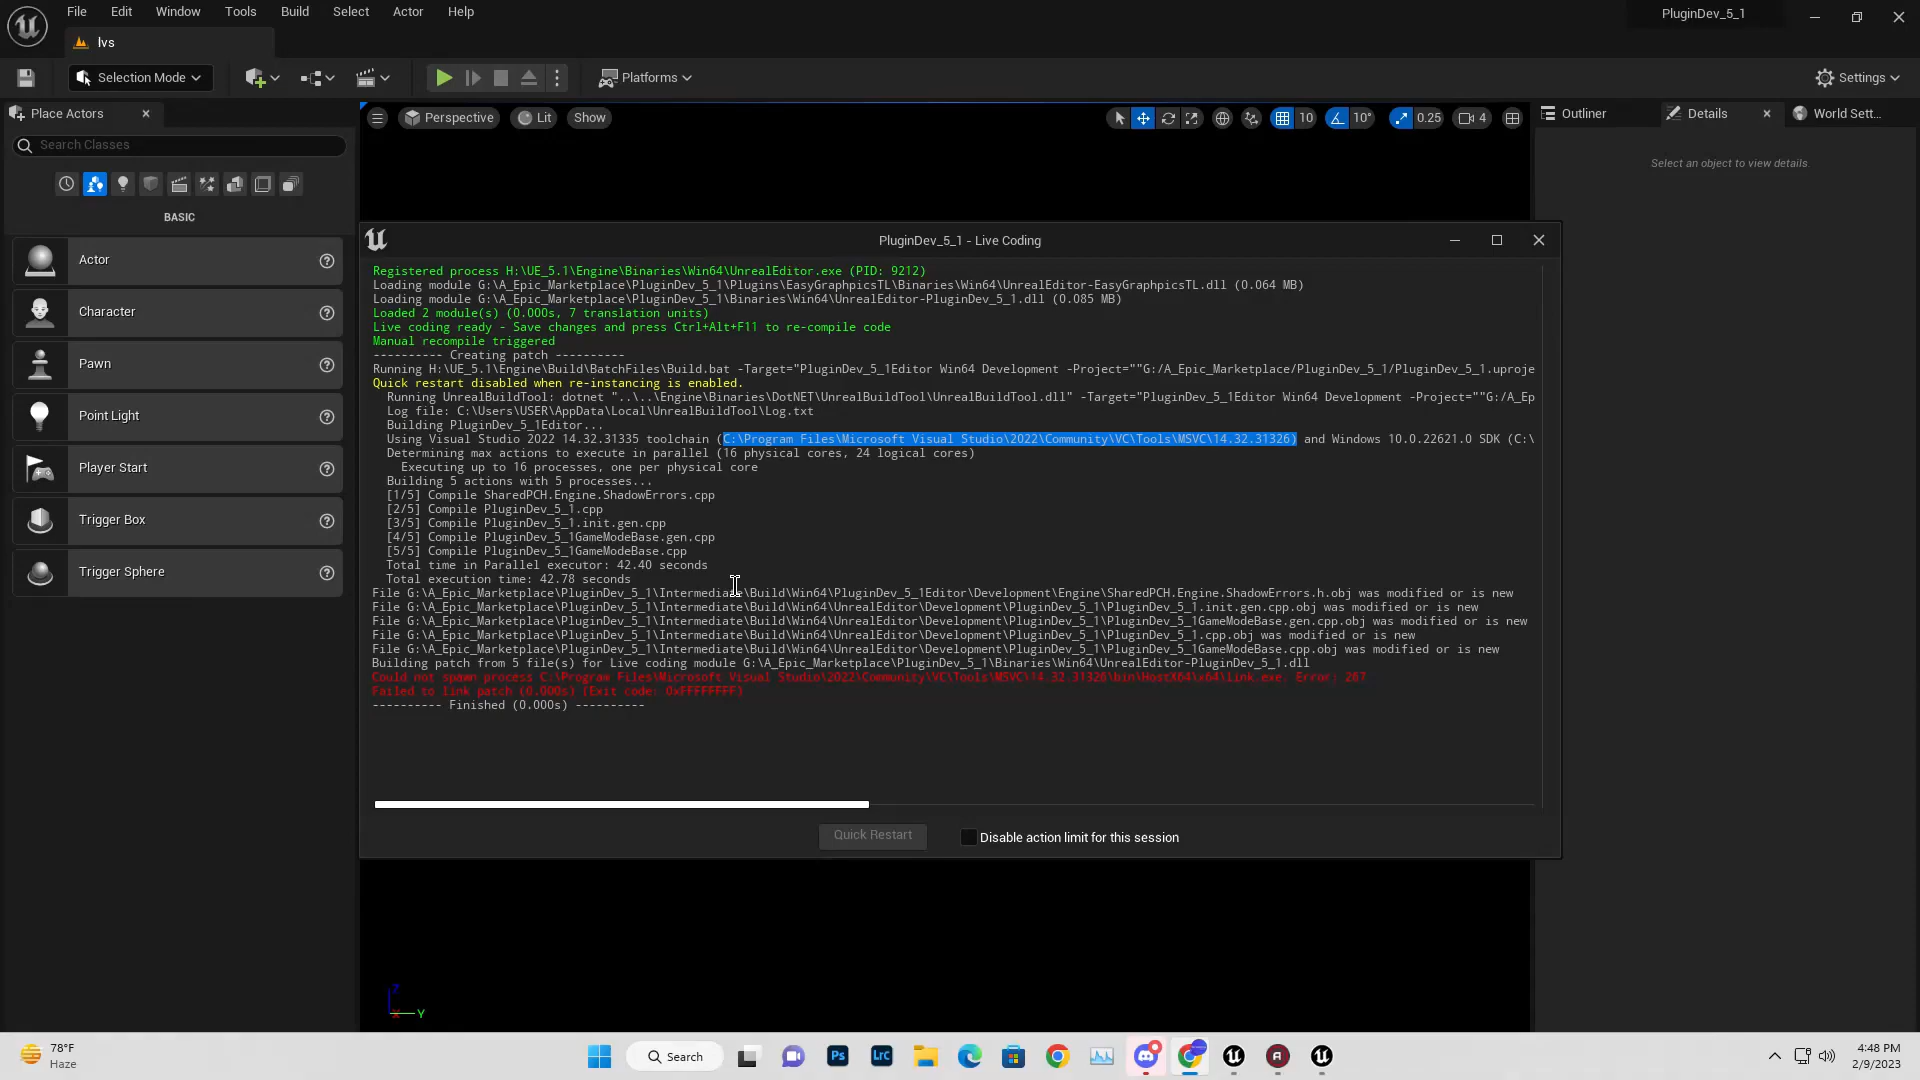 File Edit Window Tools Build Select Actor Help
PluginDev_5_1
lvs
Selection Mode
Platforms
Settings
Place Actors
Perspective
Lit
Show
10
10°
0.25
4
Outliner
Details
World Sett...
Search Classes
Select an object to view details.
BASIC
Actor
Character
Pawn
Point Light
Player Start
Trigger Box
Trigger Sphere
PluginDev_5_1 - Live Coding
Registered process H:\UE_5.1\Engine\Binaries\Win64\UnrealEditor.exe (PID: 9212)
Loading module G:\A_Epic_Marketplace\PluginDev_5_1\Plugins\EasyGraphpicsTL\Binaries\Win64\UnrealEditor-EasyGraphpicsTL.dll (0.064 MB)
Loading module G:\A_Epic_Marketplace\PluginDev_5_1\Binaries\Win64\UnrealEditor-PluginDev_5_1.dll (0.085 MB)
Loaded 2 module(s) (0.000s, 7 translation units)
Live coding ready - Save changes and press Ctrl+Alt+F11 to re-compile code
Manual recompile triggered
---------- Creating patch ----------
Running H:\UE_5.1\Engine\Build\BatchFiles\Build.bat -Target="PluginDev_5_1Editor Win64 Development -Project=""G:/A_Epic_Marketplace/PluginDev_5_1/PluginDev_5_1.uproje
Quick restart disabled when re-instancing is enabled.
Running UnrealBuildTool: dotnet "..\..\Engine\Binaries\DotNET\UnrealBuildTool\UnrealBuildTool.dll" -Target="PluginDev_5_1Editor Win64 Development -Project=""G:/A_Ep
Log file: C:\Users\USER\AppData\Local\UnrealBuildTool\Log.txt
Building PluginDev_5_1Editor...
Using Visual Studio 2022 14.32.31335 toolchain (C:\Program Files\Microsoft Visual Studio\2022\Community\VC\Tools\MSVC\14.32.31326) and Windows 10.0.22621.0 SDK (C:\
Determining max actions to execute in parallel (16 physical cores, 24 logical cores)
Executing up to 16 processes, one per physical core
Building 5 actions with 5 processes...
[1/5] Compile SharedPCH.Engine.ShadowErrors.cpp
[2/5] Compile PluginDev_5_1.cpp
[3/5] Compile PluginDev_5_1.init.gen.cpp
[4/5] Compile PluginDev_5_1GameModeBase.gen.cpp
[5/5] Compile PluginDev_5_1GameModeBase.cpp
Total time in Parallel executor: 42.40 seconds
Total execution time: 42.78 seconds
File G:\A_Epic_Marketplace\PluginDev_5_1\Intermediate\Build\Win64\PluginDev_5_1Editor\Development\Engine\SharedPCH.Engine.ShadowErrors.h.obj was modified or is new
File G:\A_Epic_Marketplace\PluginDev_5_1\Intermediate\Build\Win64\UnrealEditor\Development\PluginDev_5_1\PluginDev_5_1.init.gen.cpp.obj was modified or is new
File G:\A_Epic_Marketplace\PluginDev_5_1\Intermediate\Build\Win64\UnrealEditor\Development\PluginDev_5_1\PluginDev_5_1GameModeBase.gen.cpp.obj was modified or is new
File G:\A_Epic_Marketplace\PluginDev_5_1\Intermediate\Build\Win64\UnrealEditor\Development\PluginDev_5_1\PluginDev_5_1.cpp.obj was modified or is new
File G:\A_Epic_Marketplace\PluginDev_5_1\Intermediate\Build\Win64\UnrealEditor\Development\PluginDev_5_1\PluginDev_5_1GameModeBase.cpp.obj was modified or is new
Building patch from 5 file(s) for Live coding module G:\A_Epic_Marketplace\PluginDev_5_1\Binaries\Win64\UnrealEditor-PluginDev_5_1.dll
Could not spawn process C:\Program Files\Microsoft Visual Studio\2022\Community\VC\Tools\MSVC\14.32.31326\bin\HostX64\x64\link.exe. Error: 267
Failed to link patch (0.000s) (Exit code: 0xFFFFFFFF)
---------- Finished (0.000s) ----------
Quick Restart
Disable action limit for this session
Z
X
Y
78°F
Haze
Search
Ps
LrC
4:48 PM
2/9/2023